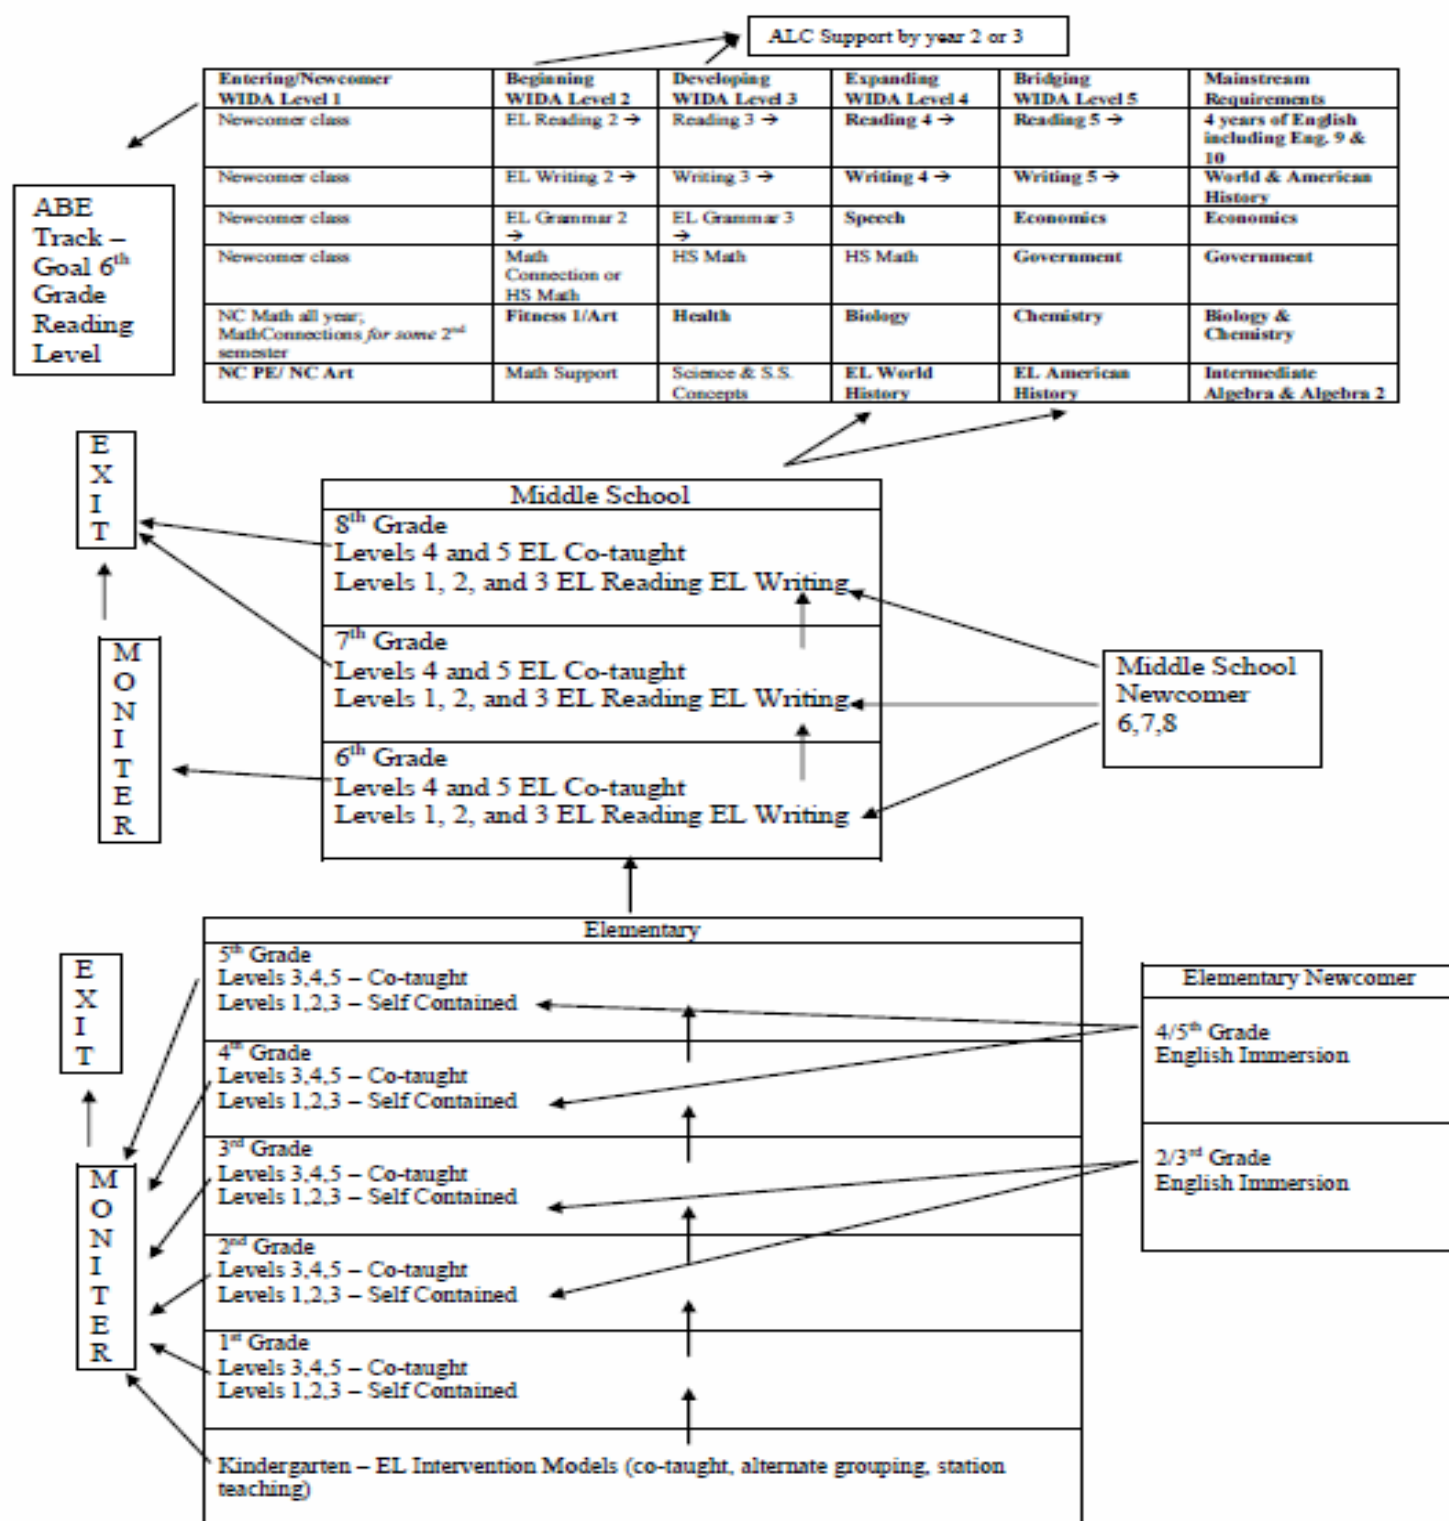 ALC Support by year 2 or 3
Entering/Newcomer
WIDA Level 1
Beginning
WIDA Level 2
Developing
WIDA Level 3
Expanding
WIDA Level 4
Bridging
WIDA Level 5
Mainstream
Requirements
Newcomer class
EL Reading 2 →
Reading 3 →
Reading 4 →
Reading 5 →
4 years of English
including Eng. 9 &
10
Newcomer class
EL Writing 2 →
Writing 3 →
Writing 4 →
Writing 5 →
World & American
History
Newcomer class
EL Grammar 2
→
EL Grammar 3
→
Speech
Economics
Economics
Newcomer class
Math
Connection or
HS Math
HS Math
HS Math
Government
Government
NC Math all year;
MathConnections for some 2nd
semester
Fitness 1/Art
Health
Biology
Chemistry
Biology &
Chemistry
NC PE/ NC Art
Math Support
Science & S.S.
Concepts
EL World
History
EL American
History
Intermediate
Algebra & Algebra 2
ABE
Track –
Goal 6th
Grade
Reading
Level
EXIT
MONITER
Middle School
8th Grade
Levels 4 and 5 EL Co-taught
Levels 1, 2, and 3 EL Reading EL Writing
7th Grade
Levels 4 and 5 EL Co-taught
Levels 1, 2, and 3 EL Reading EL Writing
6th Grade
Levels 4 and 5 EL Co-taught
Levels 1, 2, and 3 EL Reading EL Writing
Middle School
Newcomer
6,7,8
EXIT
MONITER
Elementary
5th Grade
Levels 3,4,5 – Co-taught
Levels 1,2,3 – Self Contained
4th Grade
Levels 3,4,5 – Co-taught
Levels 1,2,3 – Self Contained
3rd Grade
Levels 3,4,5 – Co-taught
Levels 1,2,3 – Self Contained
2nd Grade
Levels 3,4,5 – Co-taught
Levels 1,2,3 – Self Contained
1st Grade
Levels 3,4,5 – Co-taught
Levels 1,2,3 – Self Contained
Kindergarten – EL Intervention Models (co-taught, alternate grouping, station
teaching)
Elementary Newcomer
4/5th Grade
English Immersion
2/3rd Grade
English Immersion